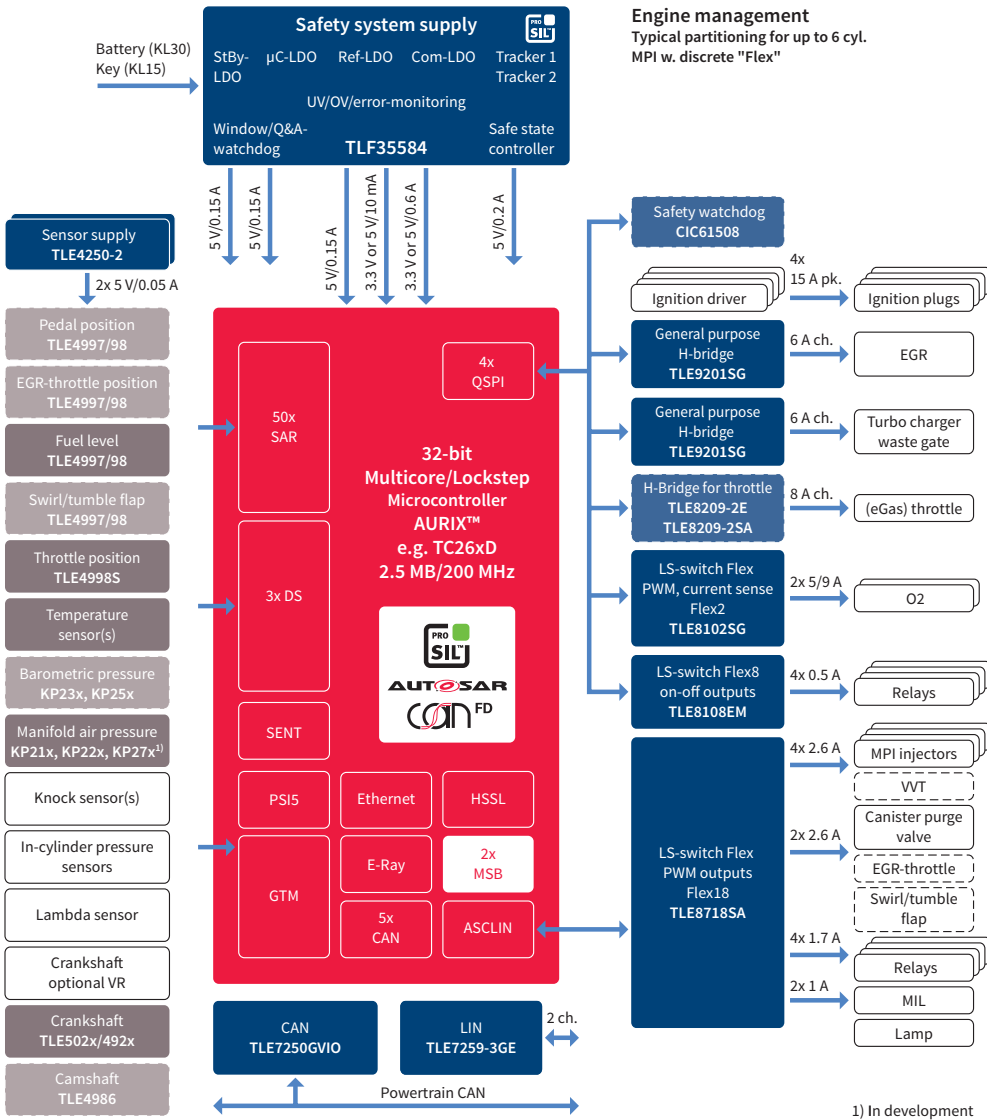 Engine management
Typical partitioning for up to 6 cyl.
MPI w. discrete "Flex"
Battery (KL30)
Key (KL15)
Safety system supply
PRO
SIL™
StBy-
LDO
µC-LDO
Ref-LDO
Com-LDO
Tracker 1
Tracker 2
UV/OV/error-monitoring
Window/Q&A-
watchdog
TLF35584
Safe state
controller
5 V/0.15 A
5 V/0.15 A
5 V/0.15 A
3.3 V or 5 V/10 mA
3.3 V or 5 V/0.6 A
5 V/0.2 A
Sensor supply
TLE4250-2
2x 5 V/0.05 A
Pedal position
TLE4997/98
EGR-throttle position
TLE4997/98
Fuel level
TLE4997/98
Swirl/tumble flap
TLE4997/98
Throttle position
TLE4998S
Temperature
sensor(s)
Barometric pressure
KP23x, KP25x
Manifold air pressure
KP21x, KP22x, KP27x1)
Knock sensor(s)
In-cylinder pressure
sensors
Lambda sensor
Crankshaft
optional VR
Crankshaft
TLE502x/492x
Camshaft
TLE4986
50x
SAR
3x DS
SENT
PSI5
GTM
4x
QSPI
32-bit
Multicore/Lockstep
Microcontroller
AURIX™
e.g. TC26xD
2.5 MB/200 MHz
PRO
SIL™
AUTOSAR
CAN FD
Ethernet
HSSL
E-Ray
2x
MSB
5x
CAN
ASCLIN
CAN
TLE7250GVIO
LIN
TLE7259-3GE
2 ch.
Powertrain CAN
Safety watchdog
CIC61508
Ignition driver
4x
15 A pk.
Ignition plugs
General purpose
H-bridge
TLE9201SG
6 A ch.
EGR
General purpose
H-bridge
TLE9201SG
6 A ch.
Turbo charger
waste gate
H-Bridge for throttle
TLE8209-2E
TLE8209-2SA
8 A ch.
(eGas) throttle
LS-switch Flex
PWM, current sense
Flex2
TLE8102SG
2x 5/9 A
O2
LS-switch Flex8
on-off outputs
TLE8108EM
4x 0.5 A
Relays
LS-switch Flex
PWM outputs
Flex18
TLE8718SA
4x 2.6 A
MPI injectors
VVT
2x 2.6 A
Canister purge
valve
EGR-throttle
Swirl/tumble
flap
4x 1.7 A
Relays
2x 1 A
MIL
Lamp
1) In development